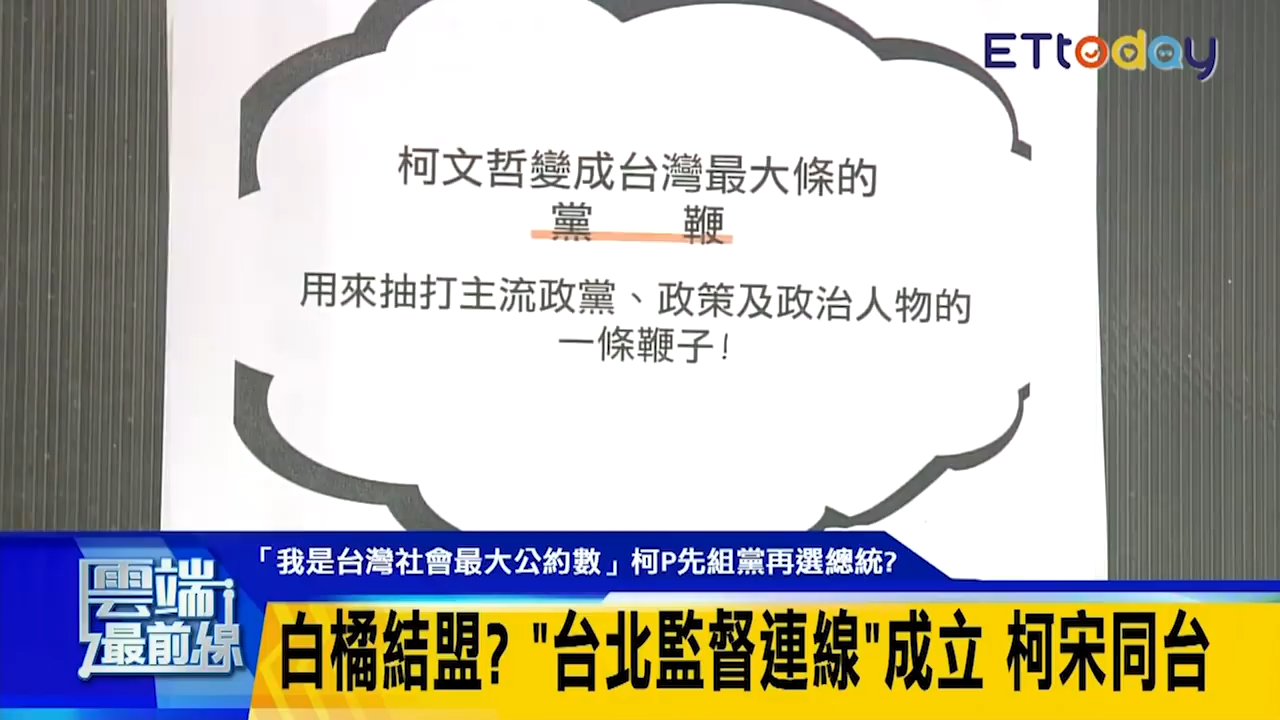 ETtoday
柯文哲變成台灣最大條的
黨 鞭
用來抽打主流政黨、政策及政治人物的
一條鞭子!
「我是台灣社會最大公約數」柯P先組黨再選總統?
雲端
最前線
白橘結盟? "台北監督連線"成立 柯宋同台